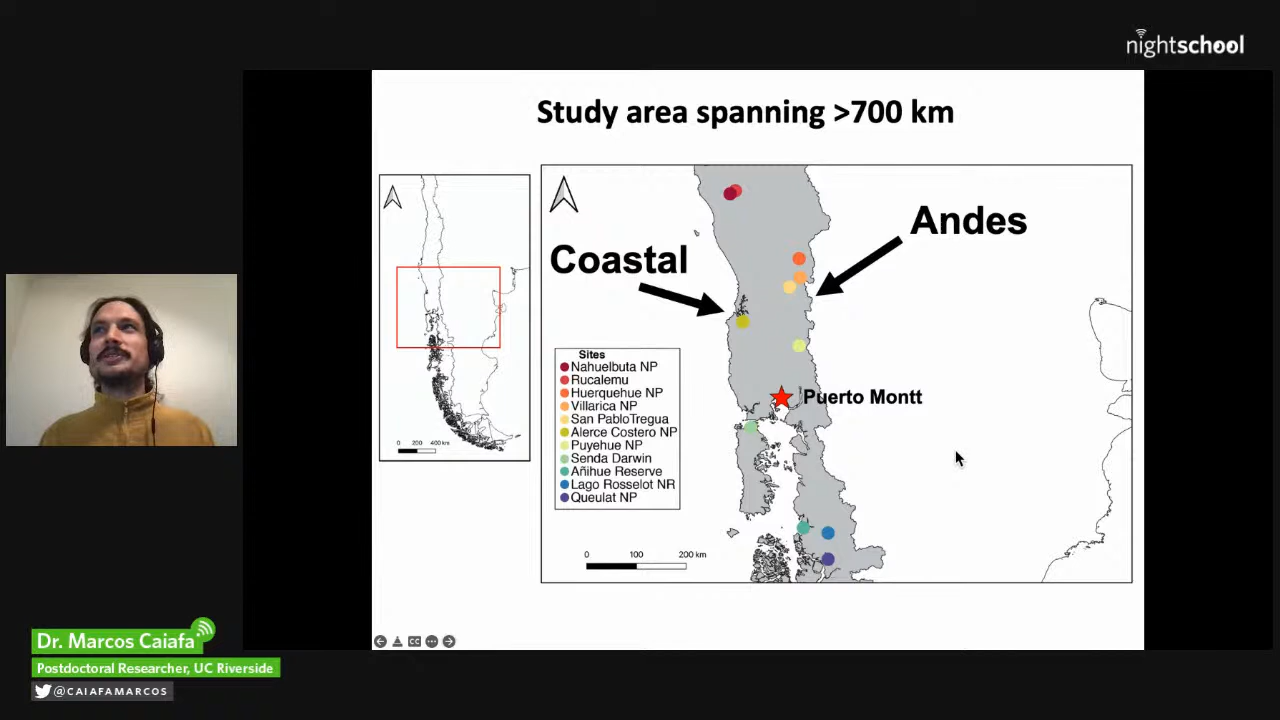 nightschool
Study area spanning >700 km
Andes
Coastal
Sites
Nahuelbuta NP
Rucalemu
Huerquehue NP
Villarica NP
San PabloTregua
Alerce Costero NP
Puyehue NP
Senda Darwin
Añihue Reserve
Lago Rosselot NR
Queulat NP
Puerto Montt
0 200 400 km
0 100 200 km
CC
Dr. Marcos Caiafa
Postdoctoral Researcher, UC Riverside
@CAIAFAMARCOS